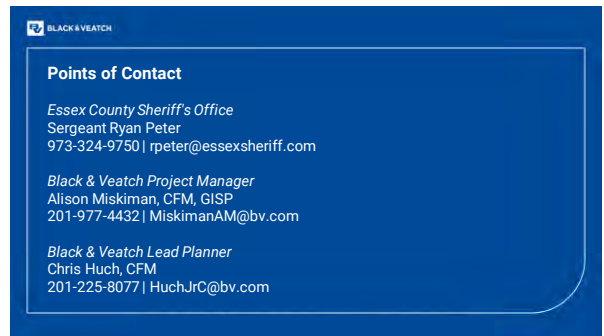 BLACK & VEATCH
Points of Contact
Essex County Sheriff's Office
Sergeant Ryan Peter
973-324-9750 | rpeter@essexsheriff.com
Black & Veatch Project Manager
Alison Miskiman, CFM, GISP
201-977-4432 | MiskimanAM@bv.com
Black & Veatch Lead Planner
Chris Huch, CFM
201-225-8077 | HuchJrC@bv.com